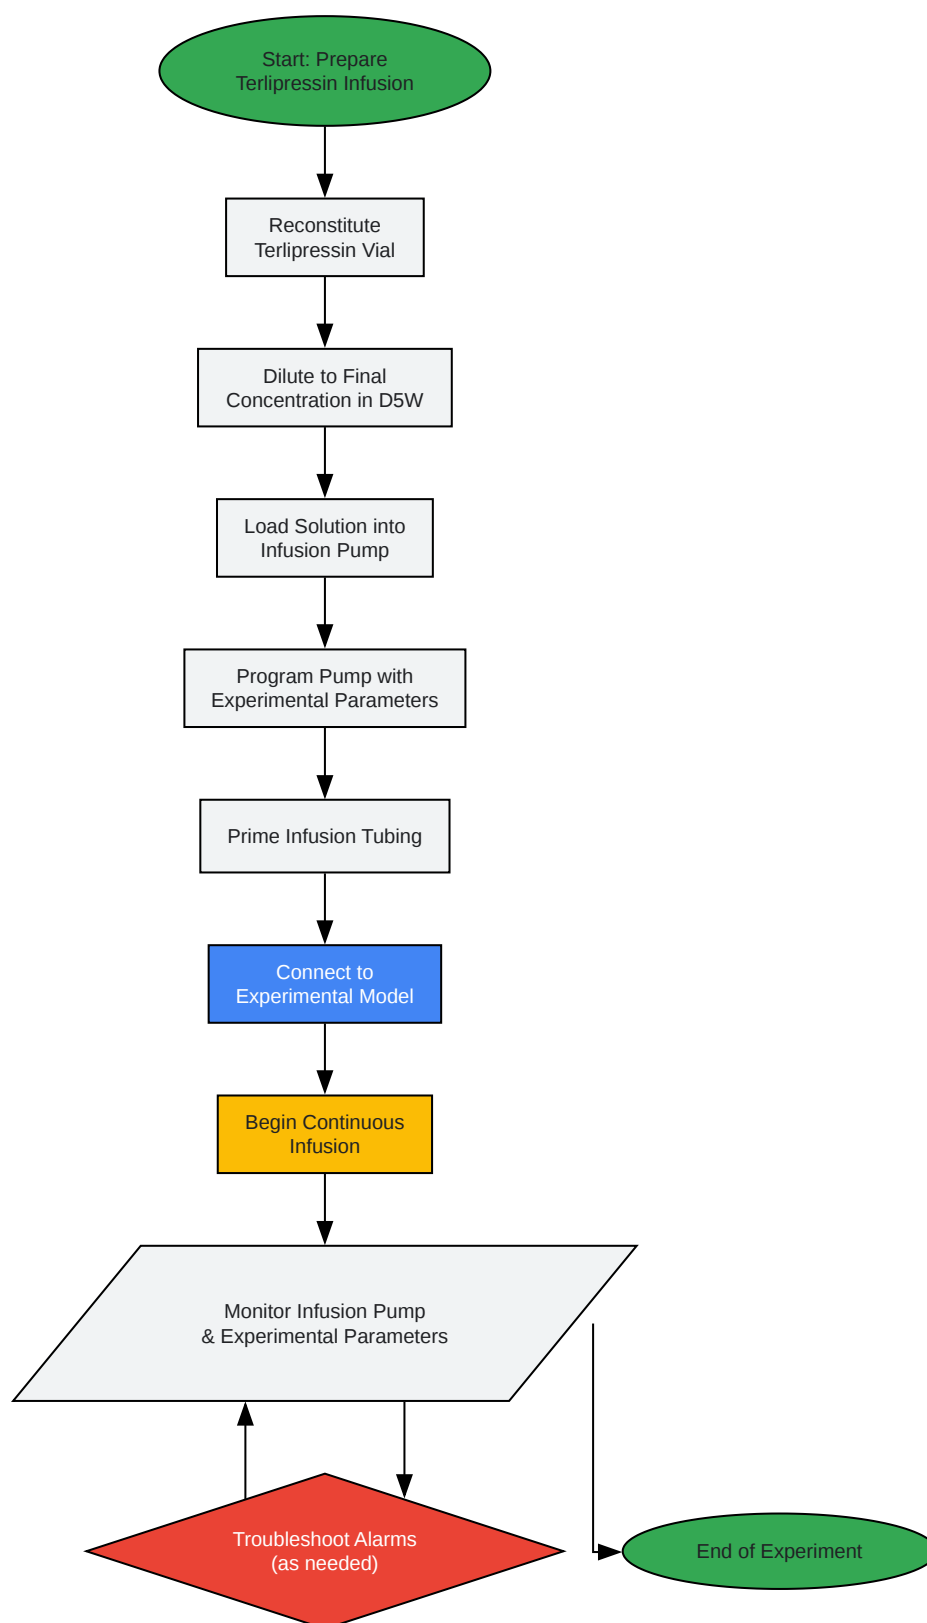 Start: Prepare
Terlipressin Infusion
Reconstitute
Terlipressin Vial
Dilute to Final
Concentration in D5W
Load Solution into
Infusion Pump
Program Pump with
Experimental Parameters
Prime Infusion Tubing
Connect to
Experimental Model
Begin Continuous
Infusion
Monitor Infusion Pump
& Experimental Parameters
Troubleshoot Alarms
(as needed)
End of Experiment